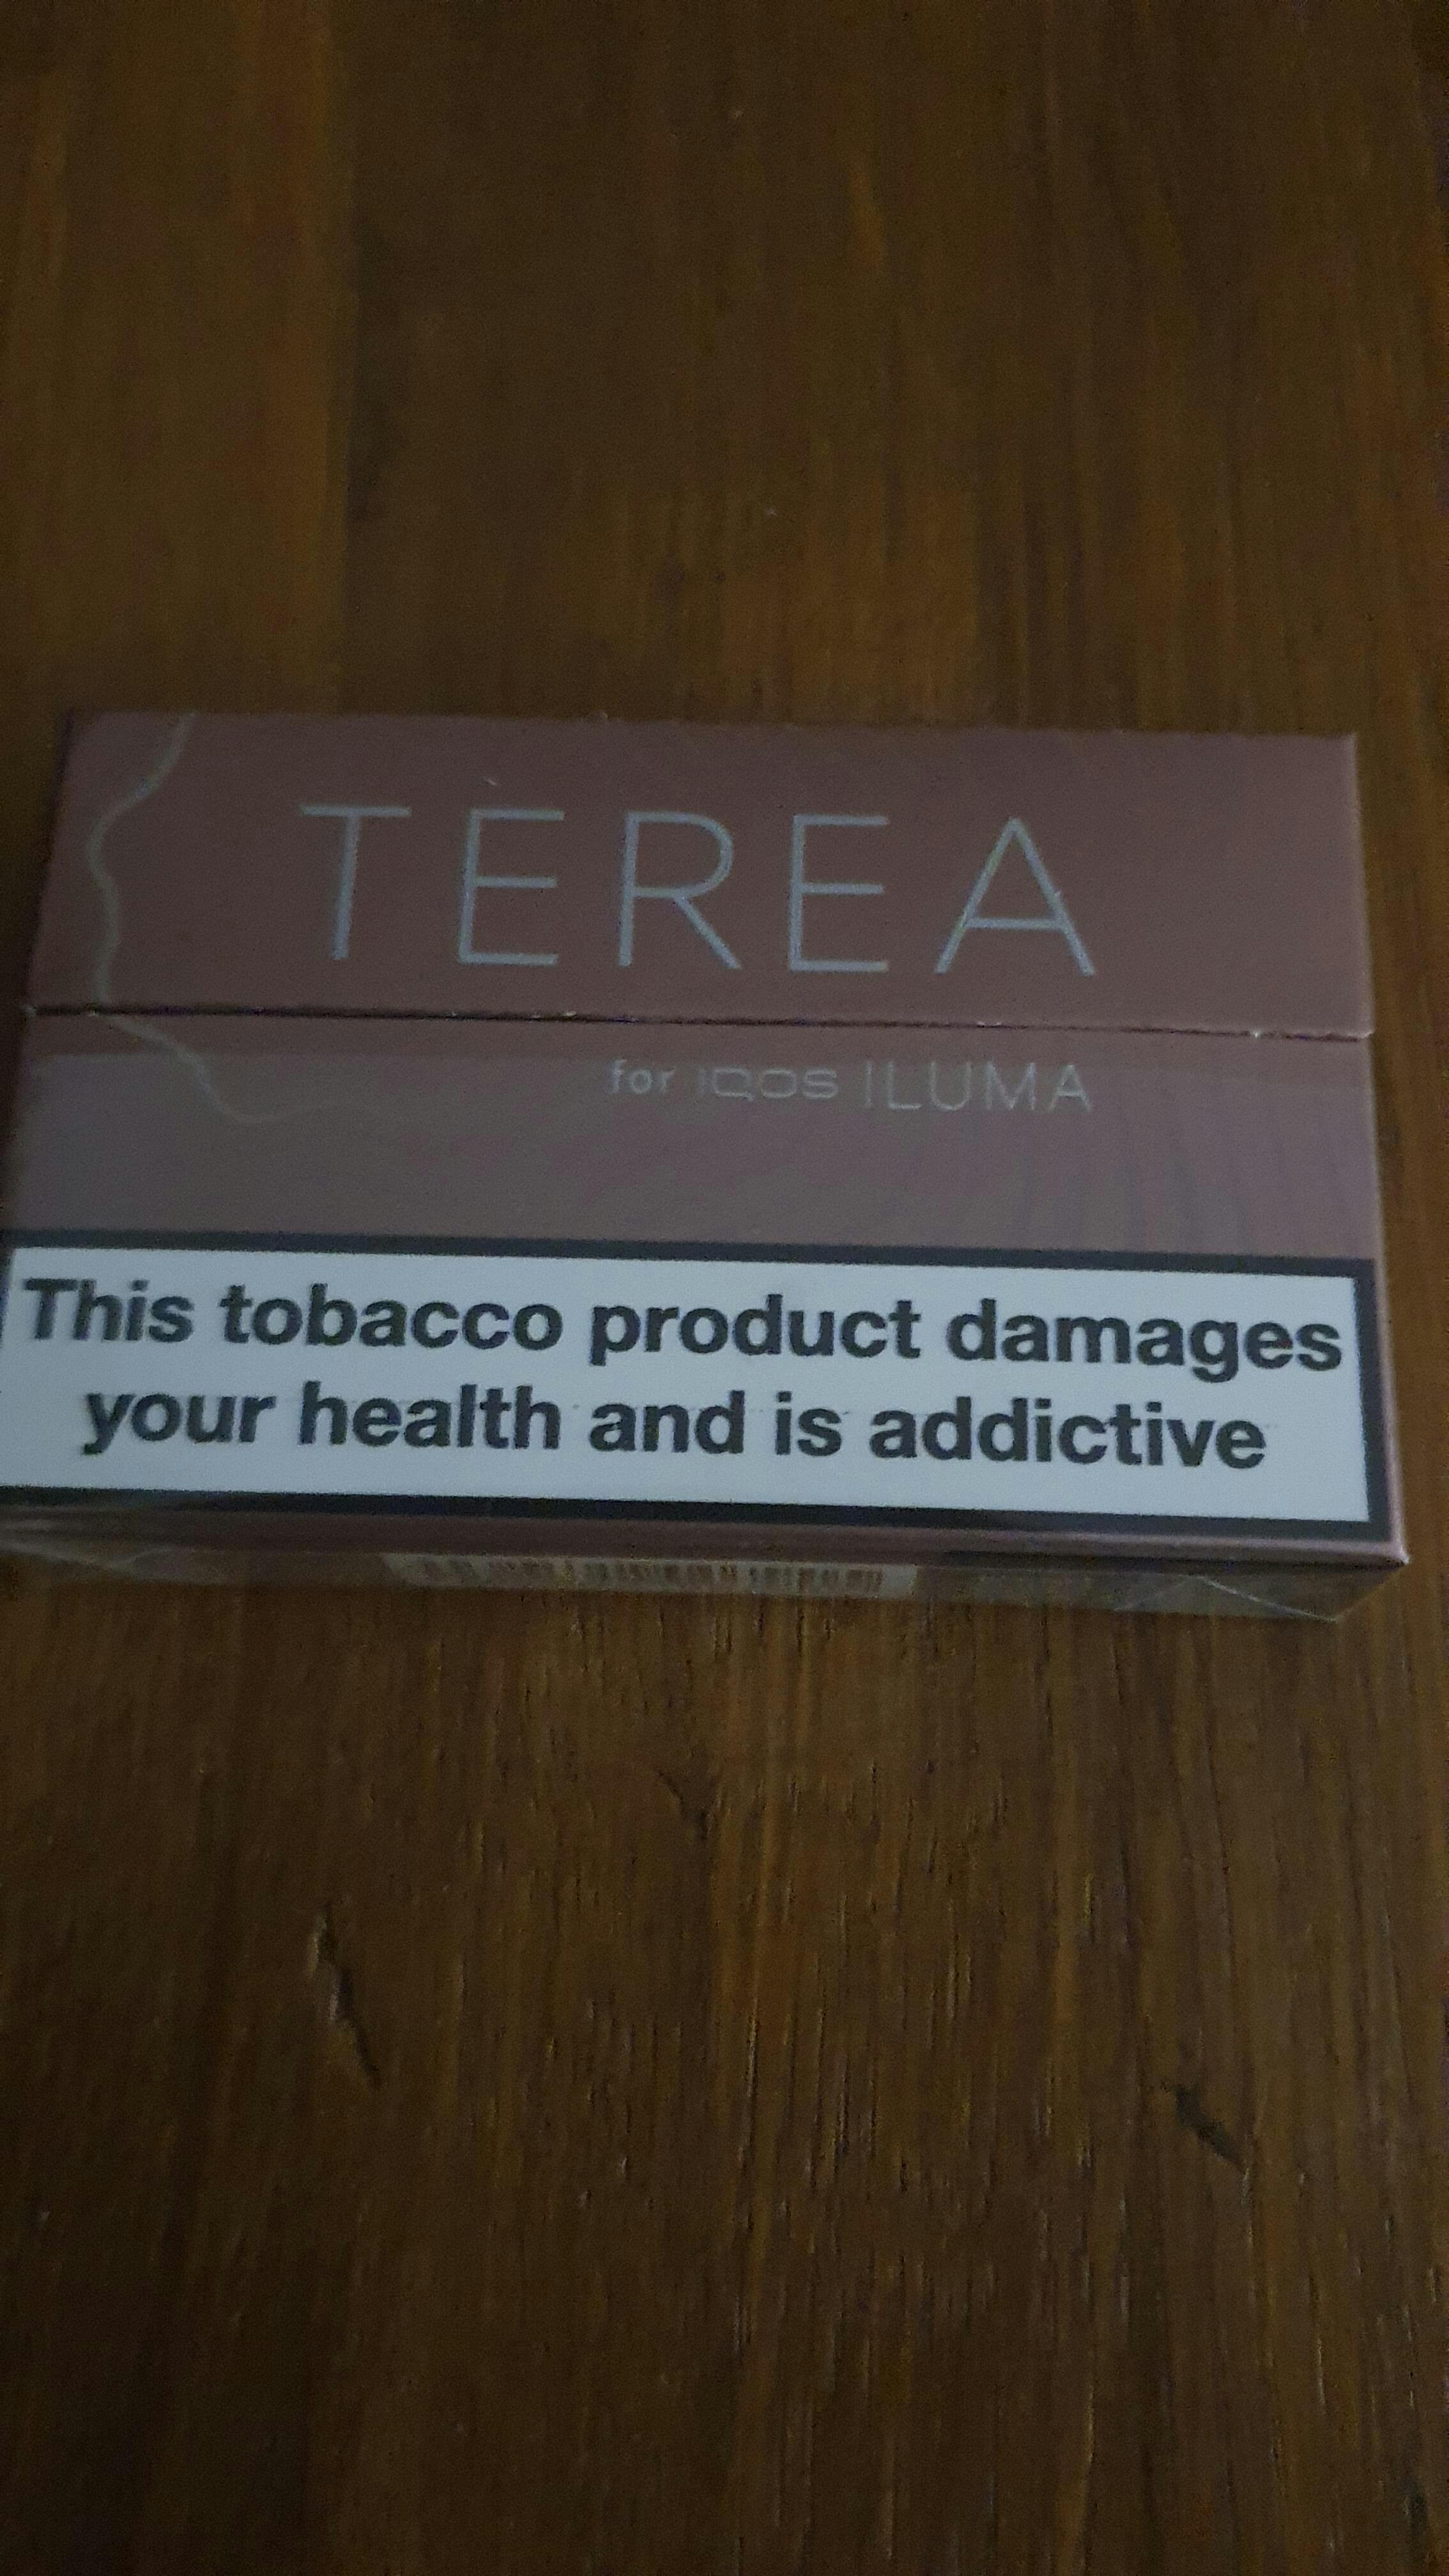 TEREA
for IQOS ILUMA
This tobacco product damages
your health and is addictive